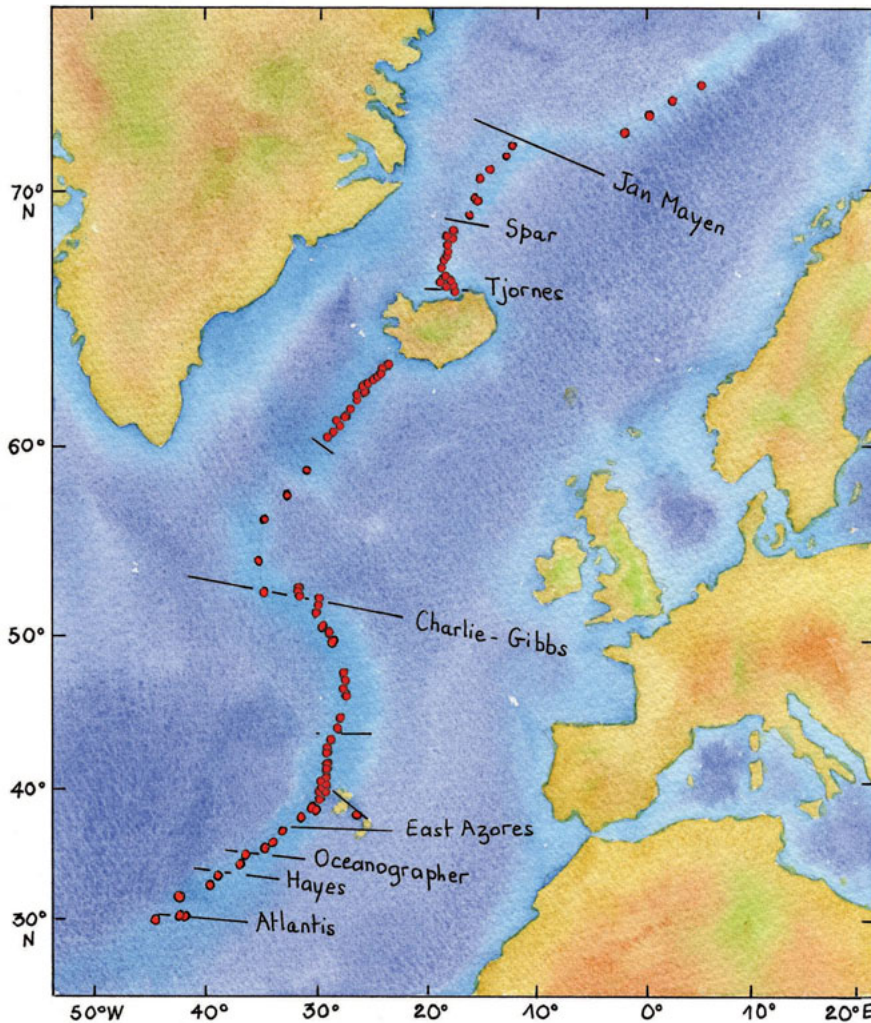 70°
N
Jan Mayen
Spar
Tjornes
60°
Charlie-Gibbs
50°
40°
East Azores
Oceanographer
Hayes
30°
N
Atlantis
50°W
40°
30°
20°
10°
0°
10°
20°E